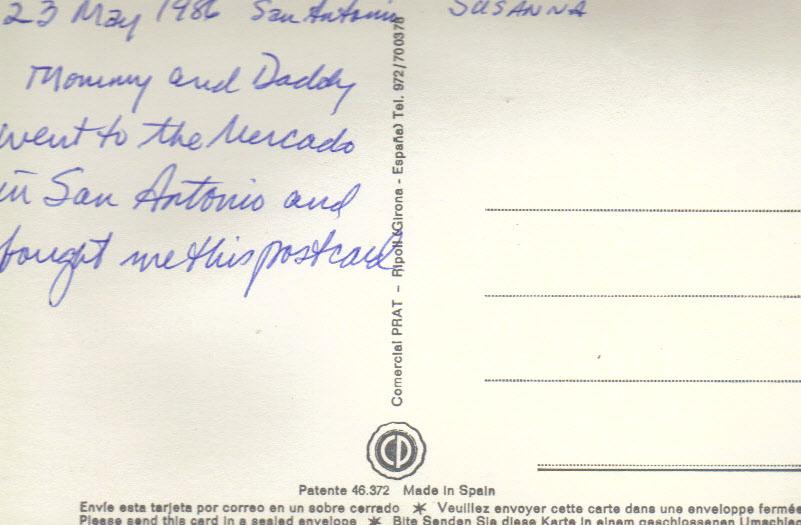 23 May 1986 San Antonio SUSANNA
Mommy and Daddy
went to the Mercado
in San Antonio and
bought me this postcard
Comercial PRAT – Ripoll (Girona - España) Tel. 972/700378
CP
Patente 46.372 Made in Spain
Envíe esta tarjeta por correo en un sobre cerrado ✶ Veuillez envoyer cette carte dans une enveloppe fermée
Please send this card in a sealed envelope ✶ Bite Senden Sie diese Karte in einem geschlossenen Umschl